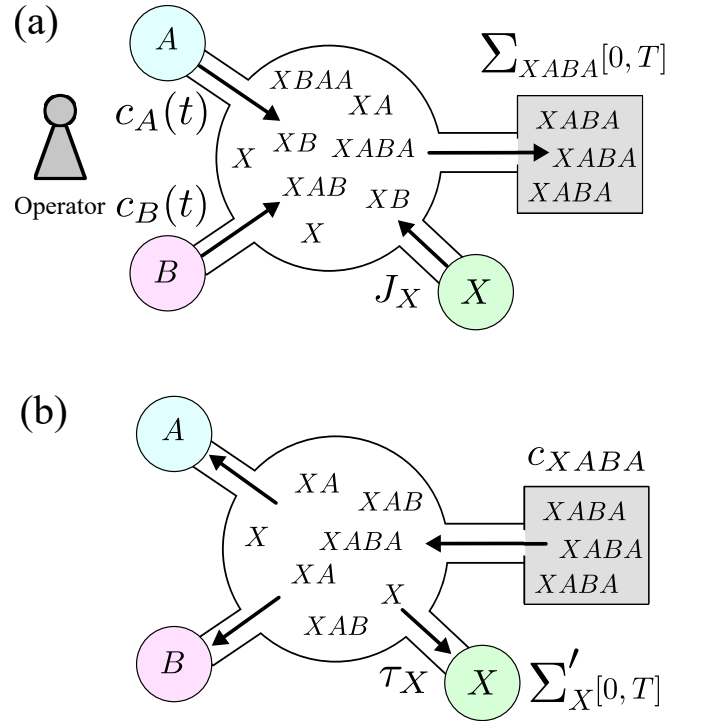 (a)
A
XBAA
XA
Σ_{XABA}[0, T]
c_A(t)
XB
XABA
X
XABA
XABA
XABA
Operator
c_B(t)
XAB
XB
X
B
J_X
X
(b)
A
XA
XAB
c_{XABA}
X
XABA
XABA
XABA
XABA
XA
X
XAB
B
τ_X
X
Σ′_X[0, T]